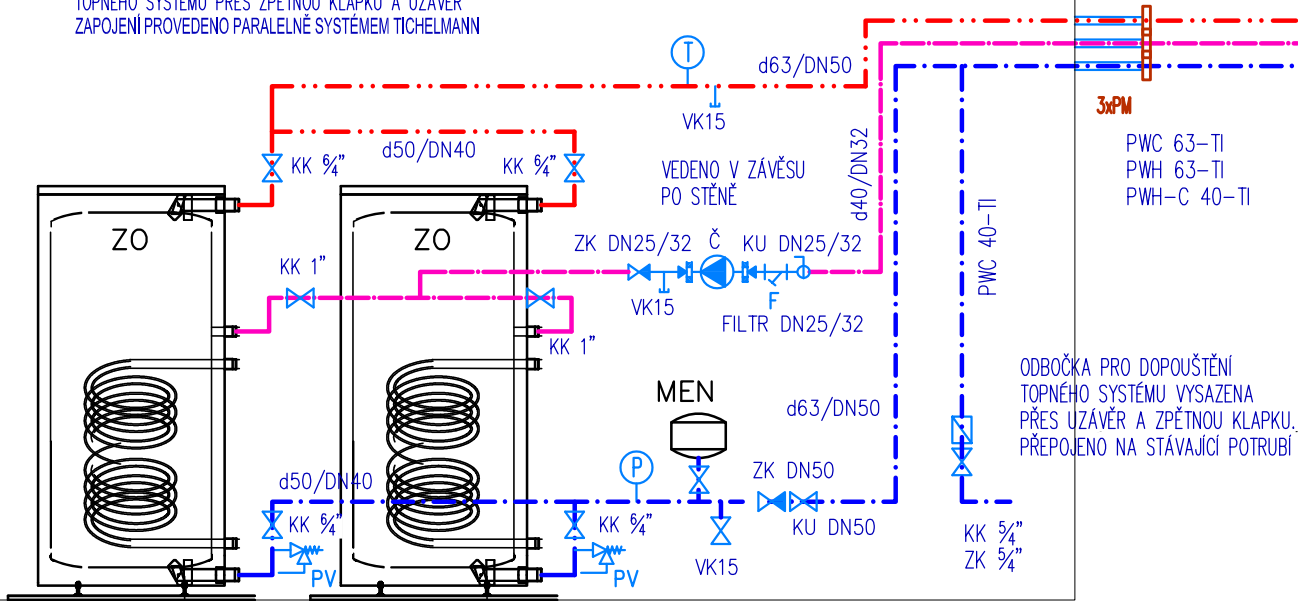 TOPNÉHO SYSTÉMU PŘES ZPĚTNOU KLAPKU A UZÁVĚR
ZAPOJENÍ PROVEDENO PARALELNĚ SYSTÉMEM TICHELMANN
T
d63/DN50
VK15
3xPM
PWC 63-TI
PWH 63-TI
PWH-C 40-TI
d50/DN40
KK 6/4"
KK 6/4"
VEDENO V ZÁVĚSU
PO STĚNĚ
d40/DN32
PWC 40-TI
ZO
ZO
ZK DN25/32
Č
KU DN25/32
KK 1"
VK15
F
FILTR DN25/32
KK 1"
ODBOČKA PRO DOPOUŠTĚNÍ
TOPNÉHO SYSTÉMU VYSAZENA
PŘES UZÁVĚR A ZPĚTNOU KLAPKU.
PŘEPOJENO NA STÁVAJÍCÍ POTRUBÍ
MEN
d63/DN50
P
ZK DN50
d50/DN40
KK 6/4"
KK 6/4"
KU DN50
KK 5/4"
ZK 5/4"
VK15
PV
PV